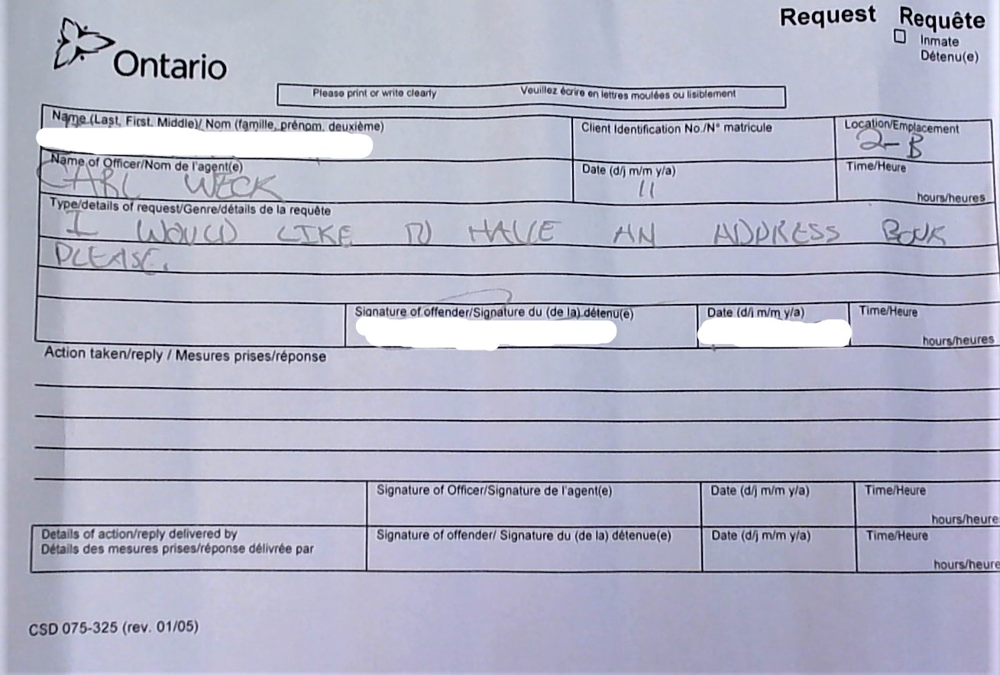 Request Requête
Inmate
Détenu(e)
Ontario
Please print or write clearly Veuillez écrire en lettres moulées ou lisiblement
Name (Last, First. Middle)/ Nom (famille, prénom, deuxième) Client Identification No./N° matricule Location/Emplacement
2-B
Name of Officer/Nom de l'agent(e) Date (d/j m/m y/a) Time/Heure
CARL WECK 11 hours/heures
Type/details of request/Genre/détails de la requête
I WOULD LIKE TO HAVE AN ADDRESS BOOK
PLEASE.
Signature of offender/Signature du (de la) détenu(e) Date (d/j m/m y/a) Time/Heure
hours/heures
Action taken/reply / Mesures prises/réponse
Signature of Officer/Signature de l'agent(e) Date (d/j m/m y/a) Time/Heure
hours/heure
Details of action/reply delivered by Signature of offender/ Signature du (de la) détenue(e) Date (d/j m/m y/a) Time/Heure
Détails des mesures prises/réponse délivrée par
hours/heure
CSD 075-325 (rev. 01/05)